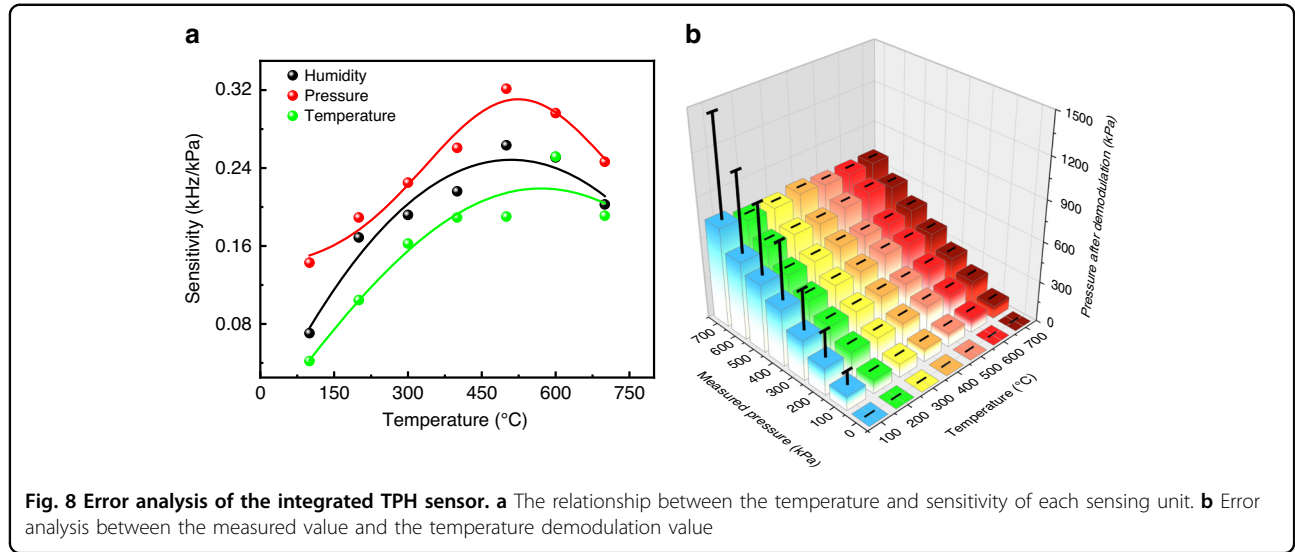 a
b
Humidity
Pressure
Temperature
0.32
0.24
0.16
0.08
Sensitivity (kHz/kPa)
0 150 300 450 600 750
Temperature (°C)
1500
1200
900
600
300
0
Pressure after demodulation (kPa)
700
600
500
400
300
200
100
0
Measured pressure (kPa)
100
200
300
400
500
600
700
Temperature (°C)
Fig. 8 Error analysis of the integrated TPH sensor. a The relationship between the temperature and sensitivity of each sensing unit. b Error
analysis between the measured value and the temperature demodulation value